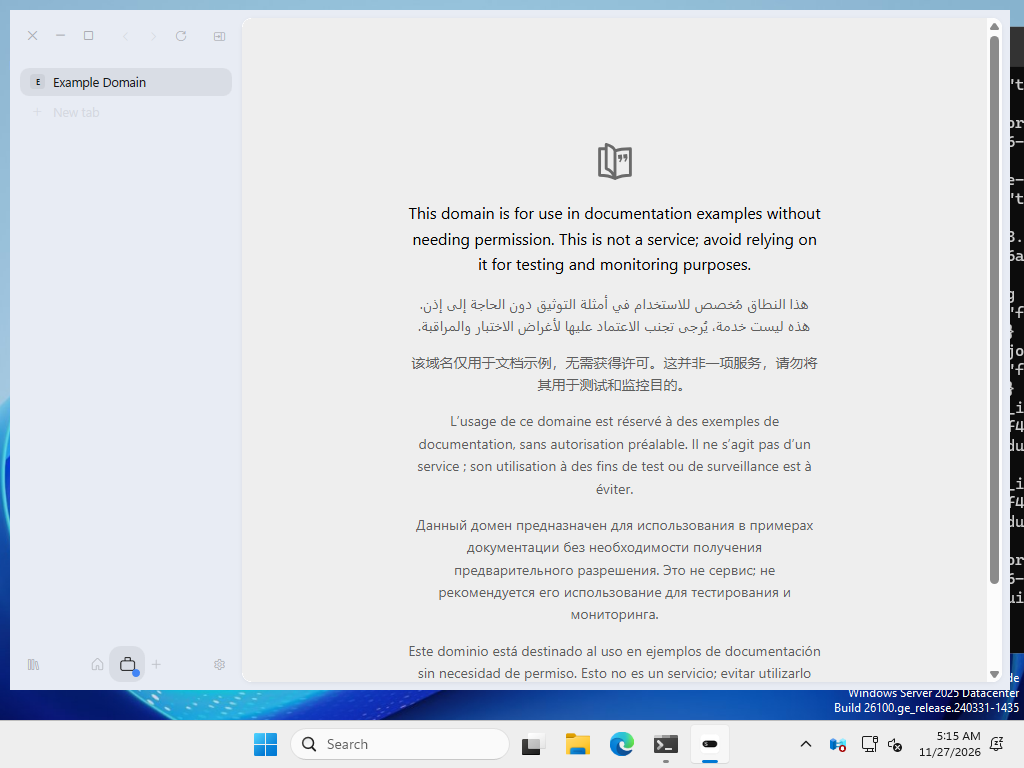 E Example Domain
+ New tab
This domain is for use in documentation examples without
needing permission. This is not a service; avoid relying on
it for testing and monitoring purposes.
هذا النطاق مُخصص للاستخدام في أمثلة التوثيق دون الحاجة إلى إذن.
هذه ليست خدمة، يُرجى تجنب الاعتماد عليها لأغراض الاختبار والمراقبة.
该域名仅用于文档示例，无需获得许可。这并非一项服务，请勿将
其用于测试和监控目的。
L’usage de ce domaine est réservé à des exemples de
documentation, sans autorisation préalable. Il ne s’agit pas d’un
service ; son utilisation à des fins de test ou de surveillance est à
éviter.
Данный домен предназначен для использования в примерах
документации без необходимости получения
предварительного разрешения. Это не сервис; не
рекомендуется его использование для тестирования и
мониторинга.
Este dominio está destinado al uso en ejemplos de documentación
sin necesidad de permiso. Esto no es un servicio; evitar utilizarlo
Windows Server 2025 Datacenter
Build 26100.ge_release.240331-1435
Search
5:15 AM
11/27/2026